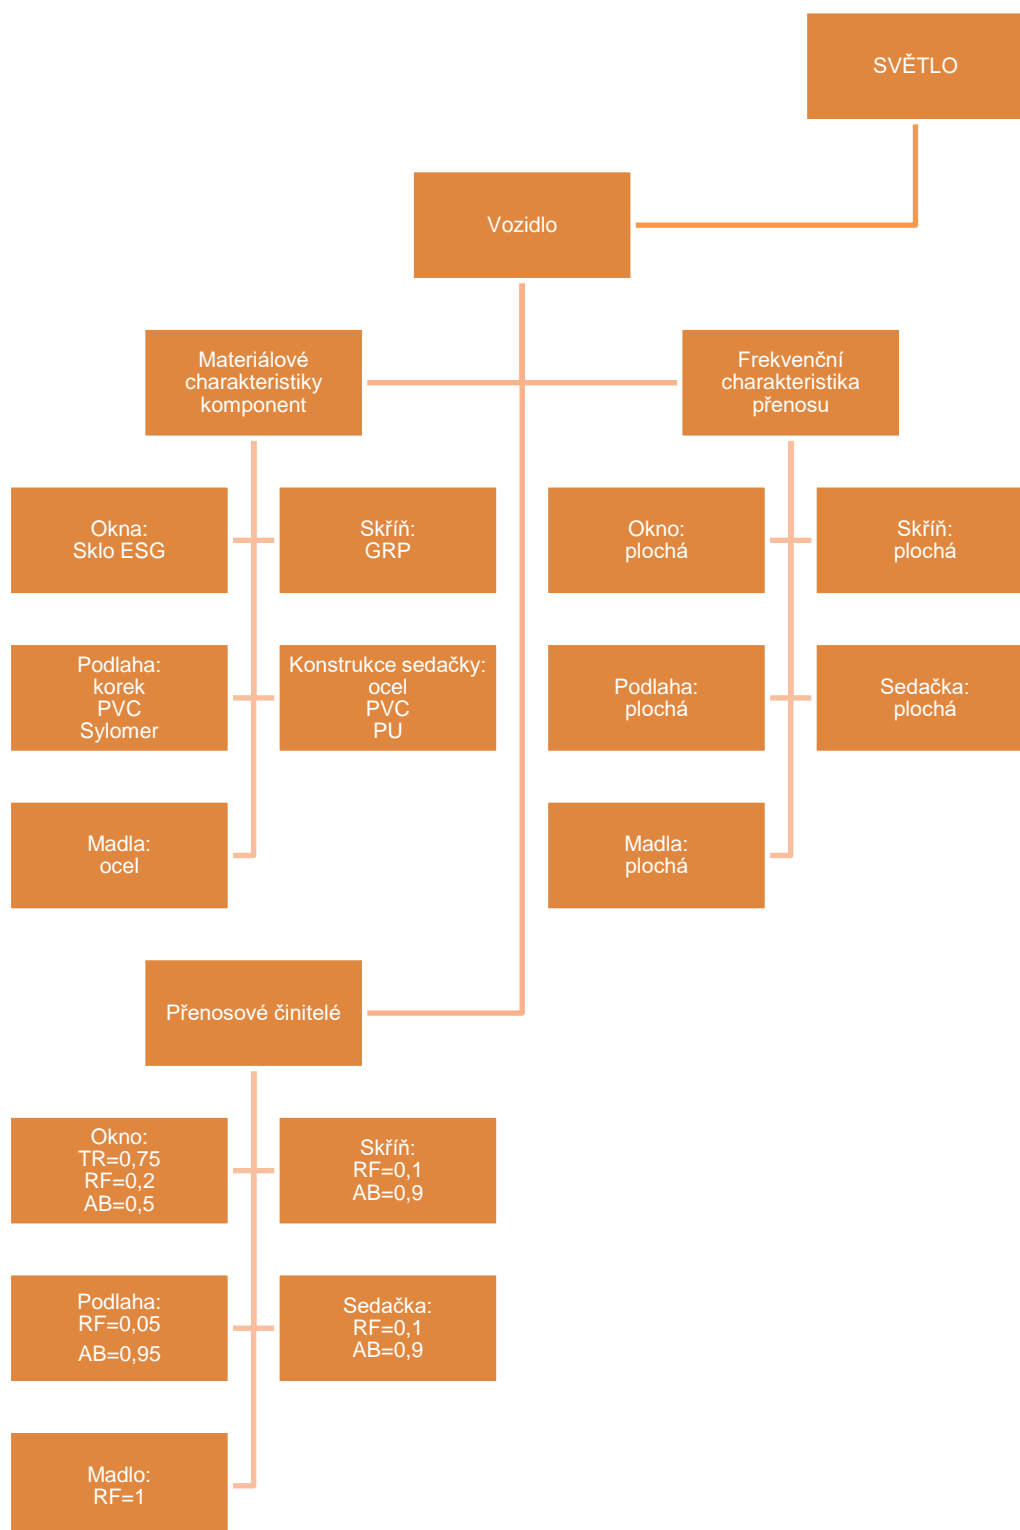 SVĚTLO
Vozidlo
Materiálové
charakteristiky
komponent
Frekvenční
charakteristika
přenosu
Okna:
Sklo ESG
Skříň:
GRP
Okno:
plochá
Skříň:
plochá
Podlaha:
korek
PVC
Sylomer
Konstrukce sedačky:
ocel
PVC
PU
Podlaha:
plochá
Sedačka:
plochá
Madla:
ocel
Madla:
plochá
Přenosové činitelé
Okno:
TR=0,75
RF=0,2
AB=0,5
Skříň:
RF=0,1
AB=0,9
Podlaha:
RF=0,05
AB=0,95
Sedačka:
RF=0,1
AB=0,9
Madlo:
RF=1